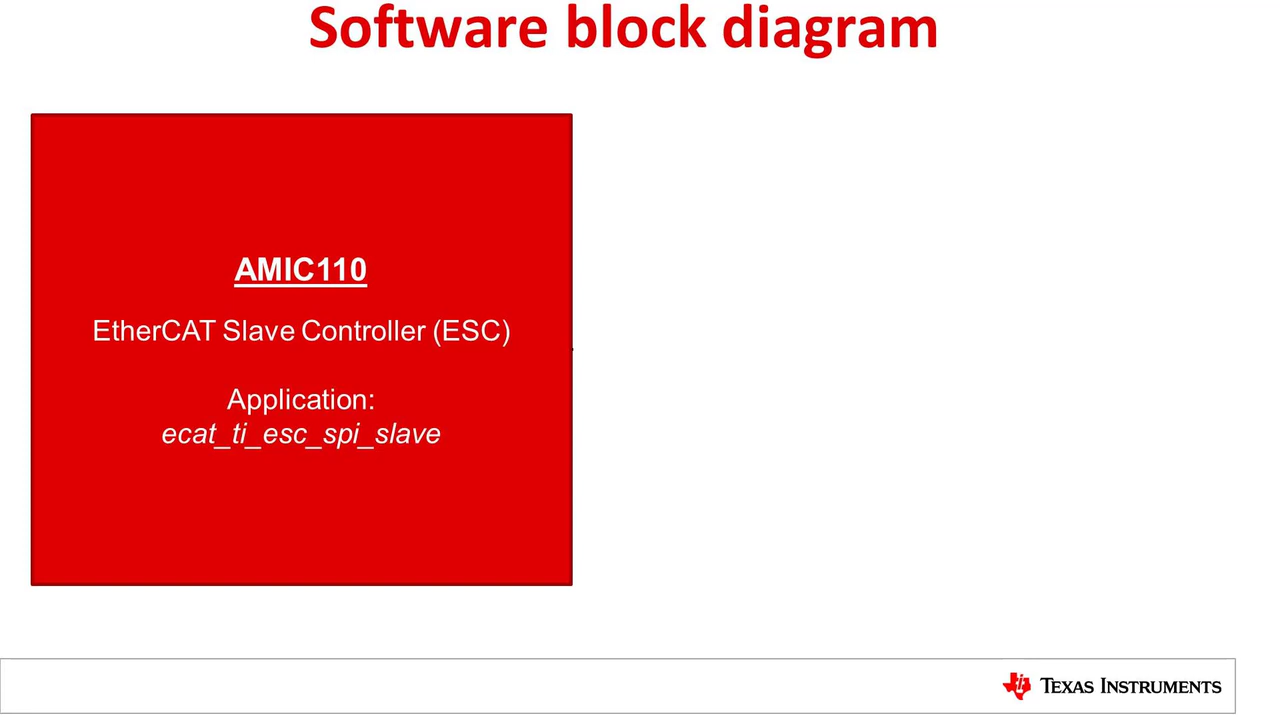 Software block diagram
AMIC110
EtherCAT Slave Controller (ESC)
Application:
ecat_ti_esc_spi_slave
TEXAS INSTRUMENTS